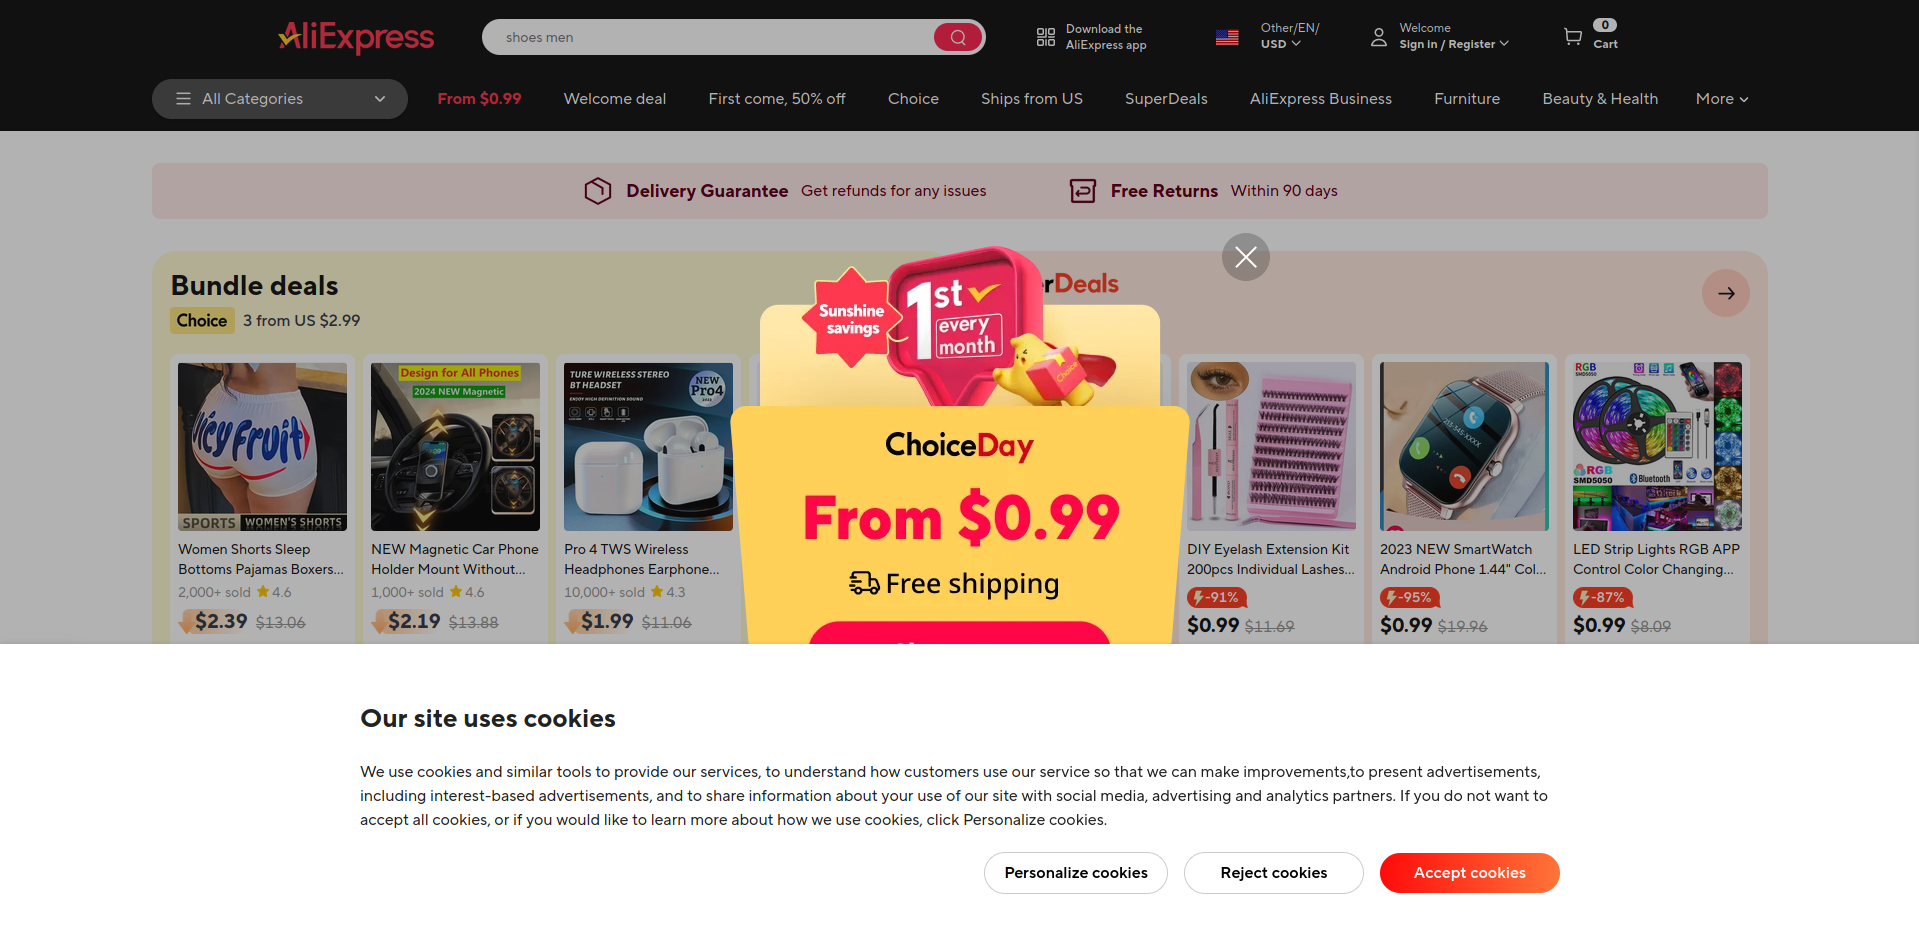 AliExpress
shoes men
Download the
AliExpress app
Other/EN/
USD
Welcome
Sign in / Register
0
Cart
All Categories
From $0.99
Welcome deal
First come, 50% off
Choice
Ships from US
SuperDeals
AliExpress Business
Furniture
Beauty & Health
More
Delivery Guarantee
Get refunds for any issues
Free Returns
Within 90 days
Bundle deals
Choice
3 from US $2.99
erDeals
Sunshine
savings
1st
every
month
Choice
ChoiceDay
From $0.99
Free shipping
Juicy Fruit
SPORTS WOMEN'S SHORTS
Women Shorts Sleep
Bottoms Pajamas Boxers...
2,000+ sold 4.6
$2.39 $13.06
Design for All Phones
2024 NEW Magnetic
NEW Magnetic Car Phone
Holder Mount Without...
1,000+ sold 4.6
$2.19 $13.88
TURE WIRELESS STEREO
BT HEADSET
ENJOY HIGH DEFINITION SOUND
NEW
Pro4
Pro 4 TWS Wireless
Headphones Earphone...
10,000+ sold 4.3
$1.99 $11.06
DIY Eyelash Extension Kit
200pcs Individual Lashes...
-91%
$0.99 $11.69
213-545-XXXX
2023 NEW SmartWatch
Android Phone 1.44" Col...
-95%
$0.99 $19.96
RGB
SMD5050
RGB
SMD5050
Bluetooth
LED Strip Lights RGB APP
Control Color Changing...
-87%
$0.99 $8.09
Our site uses cookies
We use cookies and similar tools to provide our services, to understand how customers use our service so that we can make improvements,to present advertisements,
including interest-based advertisements, and to share information about your use of our site with social media, advertising and analytics partners. If you do not want to
accept all cookies, or if you would like to learn more about how we use cookies, click Personalize cookies.
Personalize cookies
Reject cookies
Accept cookies